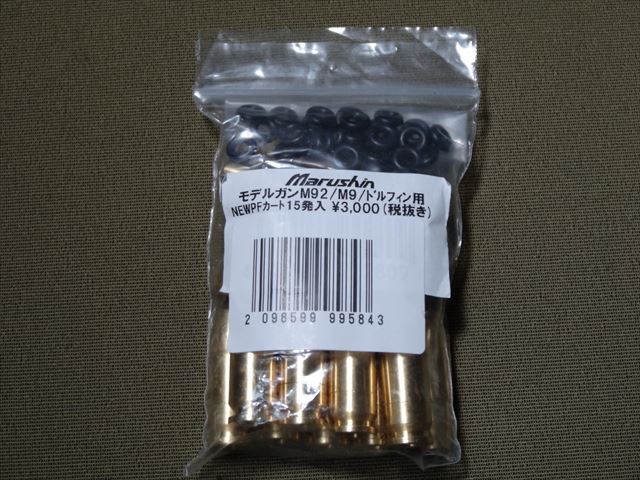 Marushin
モデルガンM92/M9/ドルフィン用
NEWPFカート15発入 ¥3,000(税抜き)
2 098599 995843